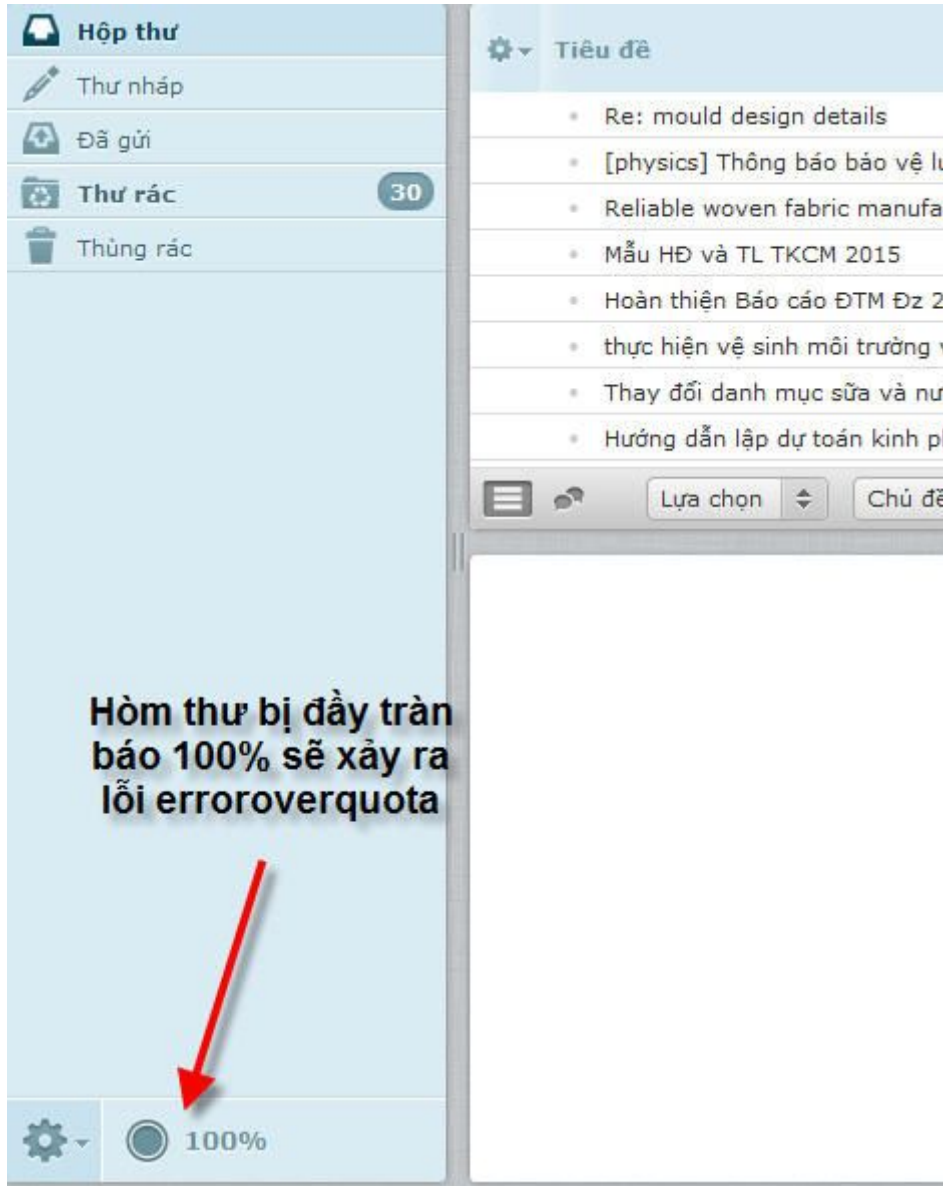 Hộp thư
Thư nháp
Đã gửi
Thư rác 30
Thùng rác
Tiêu đề
Re: mould design details
[physics] Thông báo bảo vệ
Reliable woven fabric
Mẫu HĐ và TL TKCM 2015
Hoàn thiện Báo cáo ĐTM Đz 2
thực hiện vệ sinh môi trường
Thay đổi danh mục sữa và
Hướng dẫn lập dự toán kinh
Lựa chọn Chủ đề
Hòm thư bị đầy tràn
báo 100% sẽ xảy ra
lỗi erroroverquota
100%